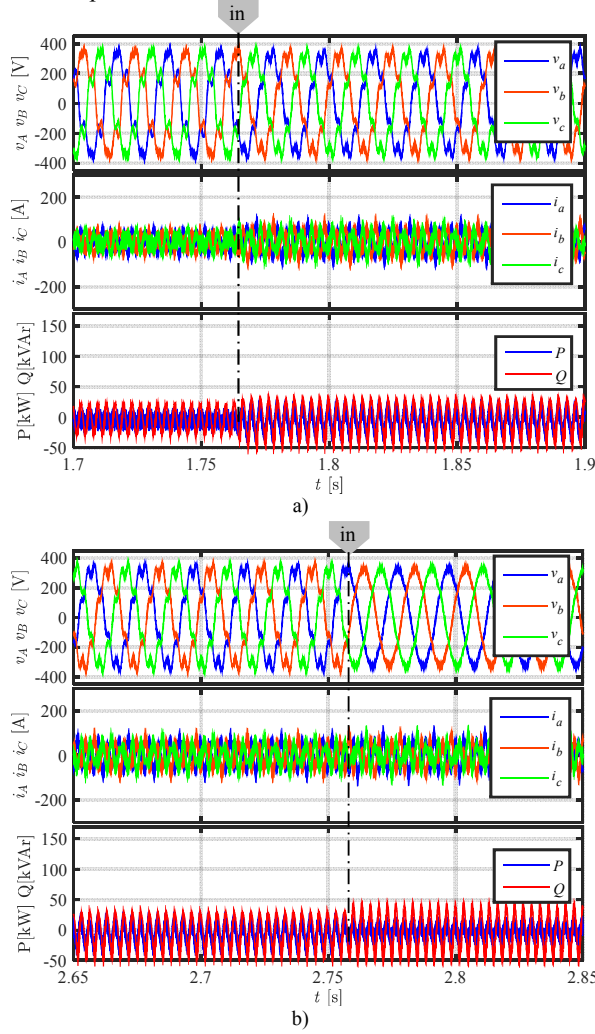 in
400
200
0
-200
-400
v_A v_B v_C [V]
v_a
v_b
v_c
200
0
-200
i_A i_B i_C [A]
i_a
i_b
i_c
150
100
50
0
-50
P[kW] Q[kVAr]
P
Q
1.7
1.75
1.8
1.85
1.9
t [s]
a)
in
400
200
0
-200
-400
v_A v_B v_C [V]
v_a
v_b
v_c
200
0
-200
i_A i_B i_C [A]
i_a
i_b
i_c
150
100
50
0
-50
P[kW] Q[kVAr]
P
Q
2.65
2.7
2.75
2.8
2.85
t [s]
b)